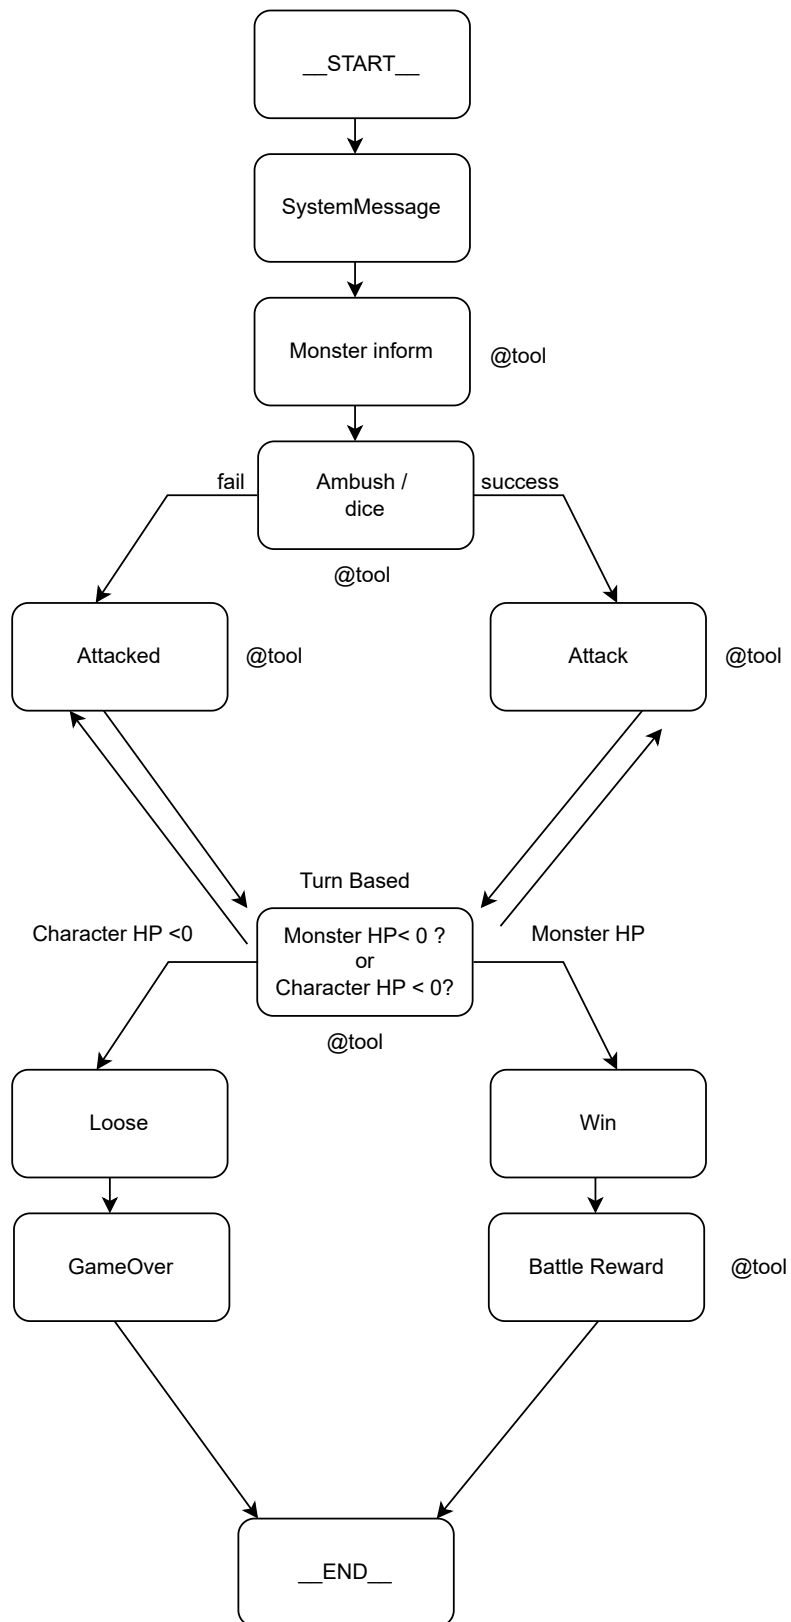 __START__
SystemMessage
Monster inform
@tool
fail
Ambush /
dice
success
@tool
Attacked
@tool
Attack
@tool
Turn Based
Character HP <0
Monster HP< 0 ?
or
Character HP < 0?
Monster HP
@tool
Loose
Win
GameOver
Battle Reward
@tool
__END__